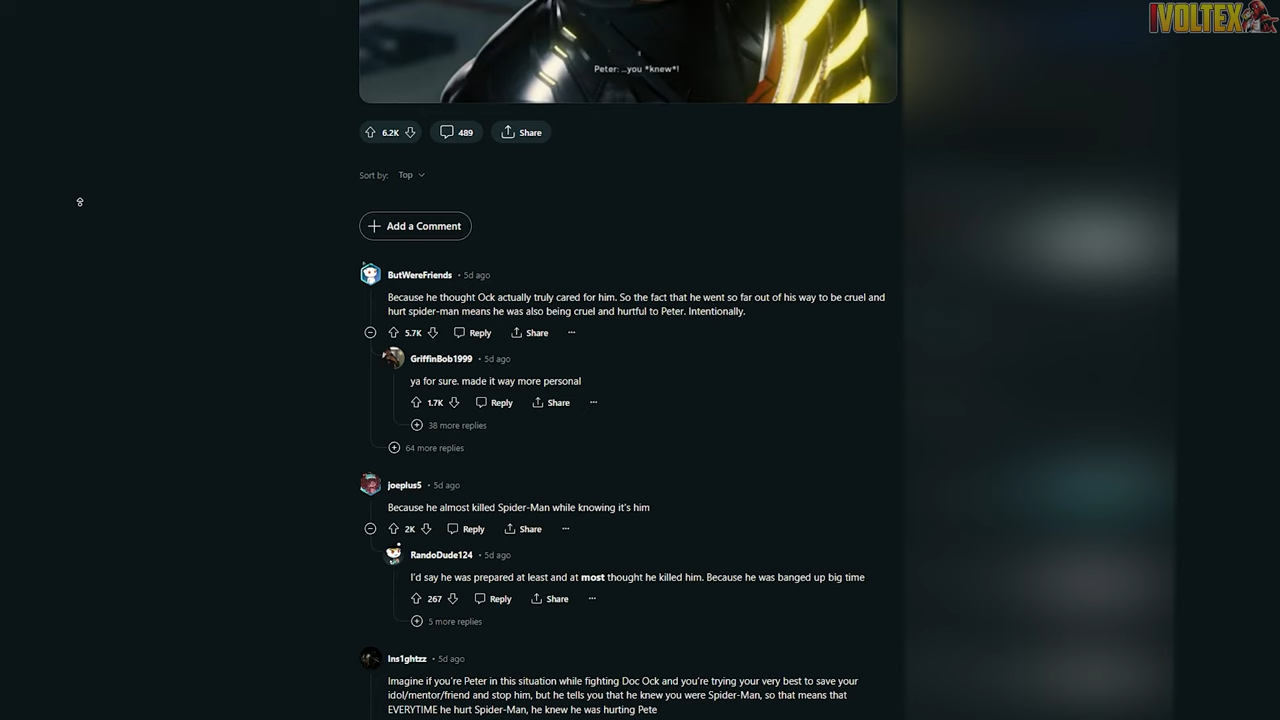 IVOLTEX
Peter: ...you *knew*!
6.2K 489 Share
Sort by: Top
Add a Comment
ButWereFriends • 5d ago
Because he thought Ock actually truly cared for him. So the fact that he went so far out of his way to be cruel and
hurt spider-man means he was also being cruel and hurtful to Peter. Intentionally.
5.7K Reply Share ...
GriffinBob1999 • 5d ago
ya for sure. made it way more personal
1.7K Reply Share ...
38 more replies
64 more replies
joeplus5 • 5d ago
Because he almost killed Spider-Man while knowing it's him
2K Reply Share ...
RandoDude124 • 5d ago
I'd say he was prepared at least and at most thought he killed him. Because he was banged up big time
267 Reply Share ...
5 more replies
Ins1ghtzz • 5d ago
Imagine if you're Peter in this situation while fighting Doc Ock and you're trying your very best to save your
idol/mentor/friend and stop him, but he tells you that he knew you were Spider-Man, so that means that
EVERYTIME he hurt Spider-Man, he knew he was hurting Pete